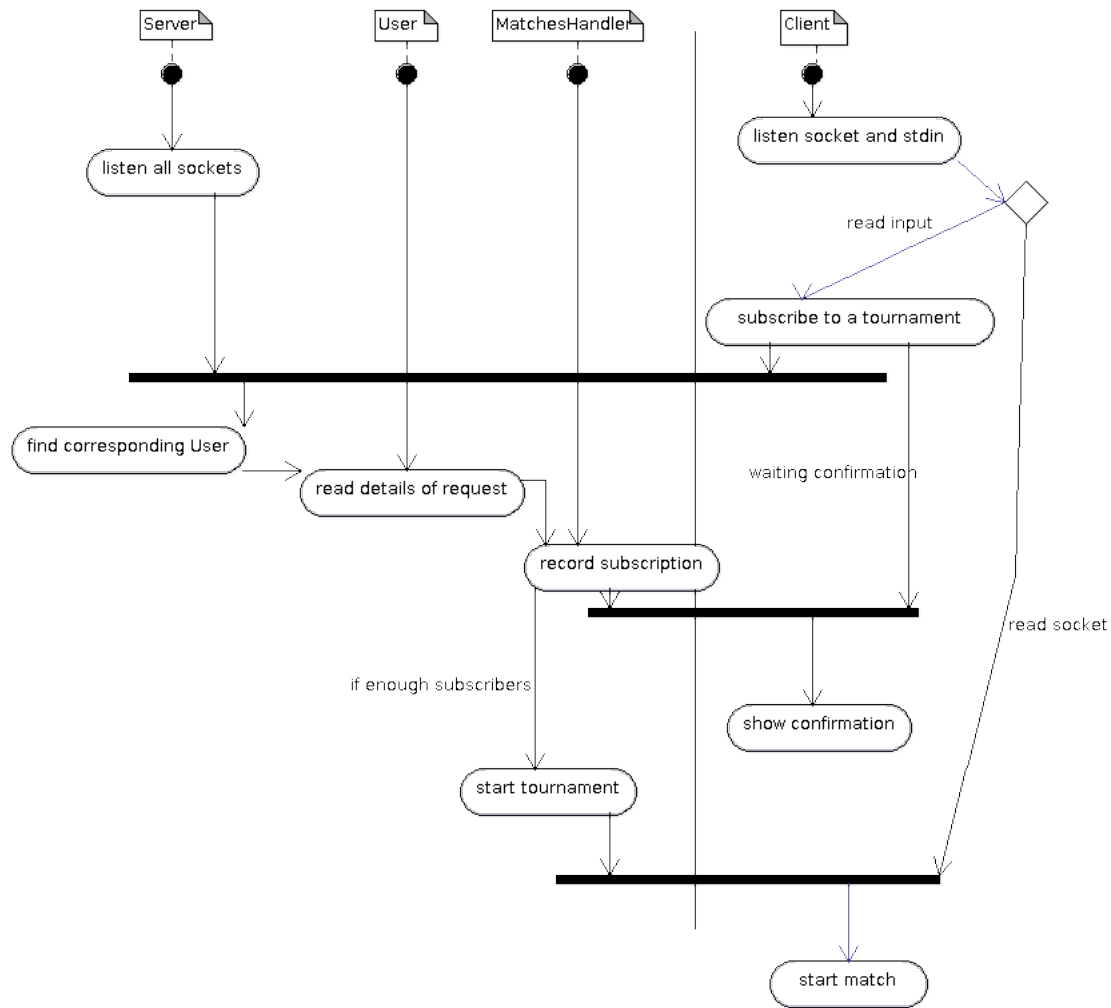 Server
User
MatchesHandler
Client
listen socket and stdin
listen all sockets
read input
subscribe to a tournament
find corresponding User
waiting confirmation
read details of request
record subscription
read socket
if enough subscribers
show confirmation
start tournament
start match